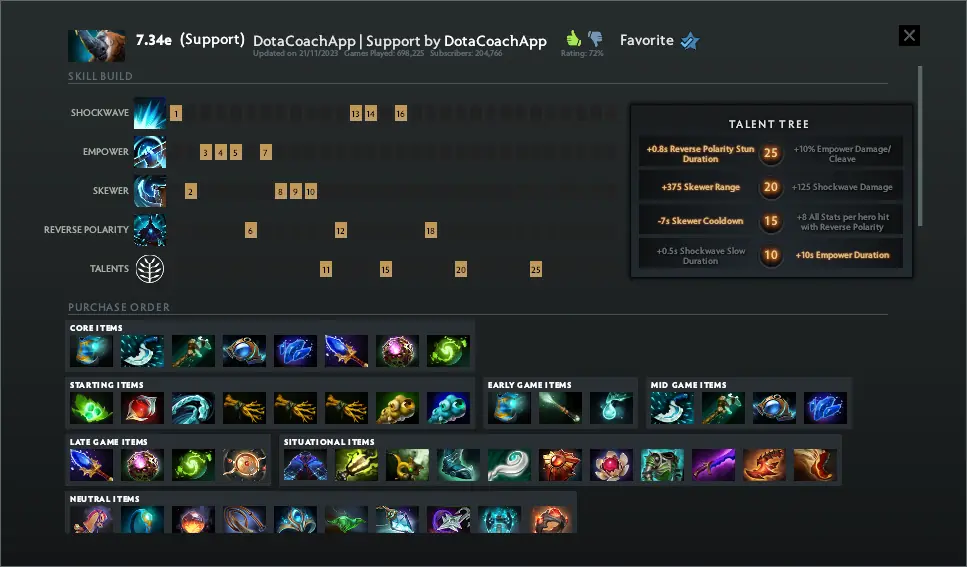 7.34e (Support) DotaCoachApp | Support by DotaCoachApp Favorite
Updated on 21/11/2023 Games Played: 698,225 Subscribers: 204,766 Rating: 72%
SKILL BUILD
SHOCKWAVE 1 13 14 16
EMPOWER 3 4 5 7
SKEWER 2 8 9 10
REVERSE POLARITY 6 12 18
TALENTS 11 15 20 25
TALENT TREE
+0.8s Reverse Polarity Stun
Duration
25
+10% Empower Damage/
Cleave
+375 Skewer Range 20 +125 Shockwave Damage
-7s Skewer Cooldown 15
+8 All Stats per hero hit
with Reverse Polarity
+0.5s Shockwave Slow
Duration
10 +10s Empower Duration
PURCHASE ORDER
CORE ITEMS
STARTING ITEMS EARLY GAME ITEMS MID GAME ITEMS
LATE GAME ITEMS SITUATIONAL ITEMS
NEUTRAL ITEMS